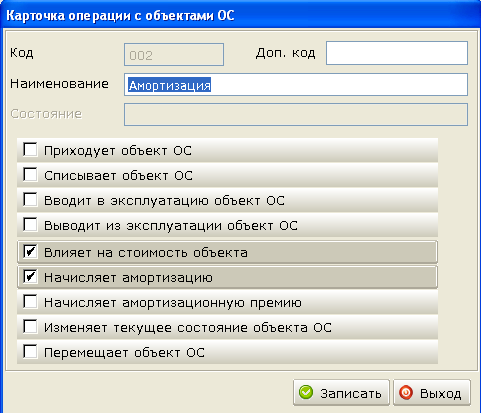 Карточка операции с объектами ОС
Код 002 Доп. код
Наименование Амортизация
Состояние
Приходует объект ОС
Списывает объект ОС
Вводит в эксплуатацию объект ОС
Выводит из эксплуатации объект ОС
Влияет на стоимость объекта
Начисляет амортизацию
Начисляет амортизационную премию
Изменяет текущее состояние объекта ОС
Перемещает объект ОС
Записать Выход